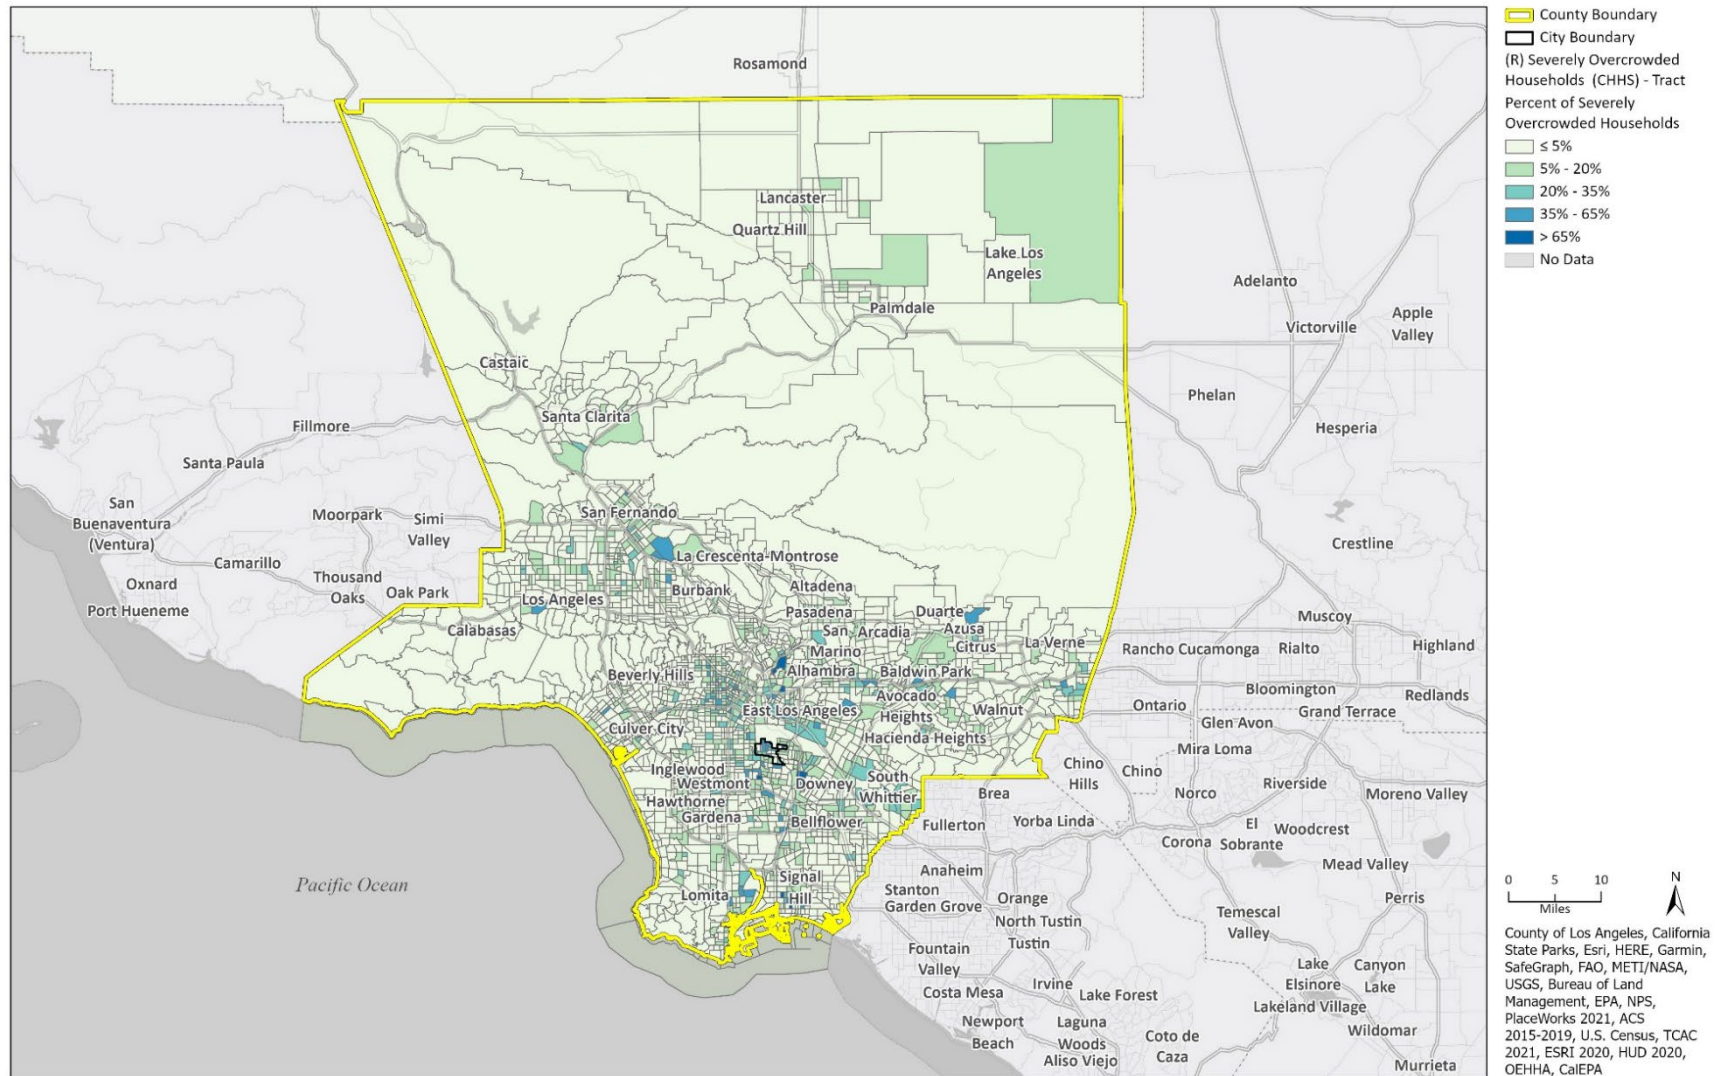 Rosamond
Lancaster
Quartz Hill
Lake Los
Angeles
Palmdale
Adelanto
Victorville
Apple
Valley
Castaic
Phelan
Santa Clarita
Fillmore
Hesperia
Santa Paula
San
Buenaventura
(Ventura)
Moorpark
Simi
Valley
San Fernando
Camarillo
La Crescenta-Montrose
Crestline
Oxnard
Port Hueneme
Thousand
Oaks
Oak Park
Los Angeles
Burbank
Altadena
Pasadena
Duarte
Calabasas
San
Marino
Arcadia
Azusa
Citrus
La Verne
Muscoy
Rancho Cucamonga
Rialto
Highland
Beverly Hills
Alhambra
Baldwin Park
Avocado
Heights
Bloomington
Redlands
East Los Angeles
Walnut
Ontario
Grand Terrace
Culver City
Hacienda Heights
Glen Avon
Mira Loma
Inglewood
Westmont
Downey
South
Whittier
Chino
Hills
Chino
Riverside
Hawthorne
Brea
Norco
Moreno Valley
Gardena
Bellflower
Fullerton
Yorba Linda
El
Sobrante
Woodcrest
Corona
Mead Valley
Pacific Ocean
Lomita
Signal
Hill
Anaheim
Stanton
Garden Grove
Orange
North Tustin
Tustin
Temescal
Valley
Perris
Fountain
Valley
Costa Mesa
Irvine
Lake Forest
Lake
Elsinore
Canyon
Lake
Lakeland Village
Newport
Beach
Laguna
Woods
Aliso Viejo
Coto de
Caza
Wildomar
Murrieta
County Boundary
City Boundary
(R) Severely Overcrowded
Households (CHHS) - Tract
Percent of Severely
Overcrowded Households
≤ 5%
5% - 20%
20% - 35%
35% - 65%
> 65%
No Data
0 5 10
Miles
N
County of Los Angeles, California
State Parks, Esri, HERE, Garmin,
SafeGraph, FAO, METI/NASA,
USGS, Bureau of Land
Management, EPA, NPS,
PlaceWorks 2021, ACS
2015-2019, U.S. Census, TCAC
2021, ESRI 2020, HUD 2020,
OEHHA, CalEPA